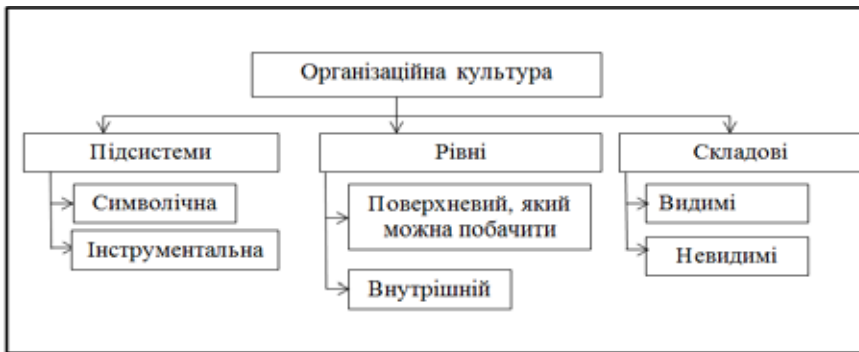 Організаційна культура
Підсистеми
Символічна
Інструментальна
Рівні
Поверхневий, який
можна побачити
Внутрішній
Складові
Видимі
Невидимі